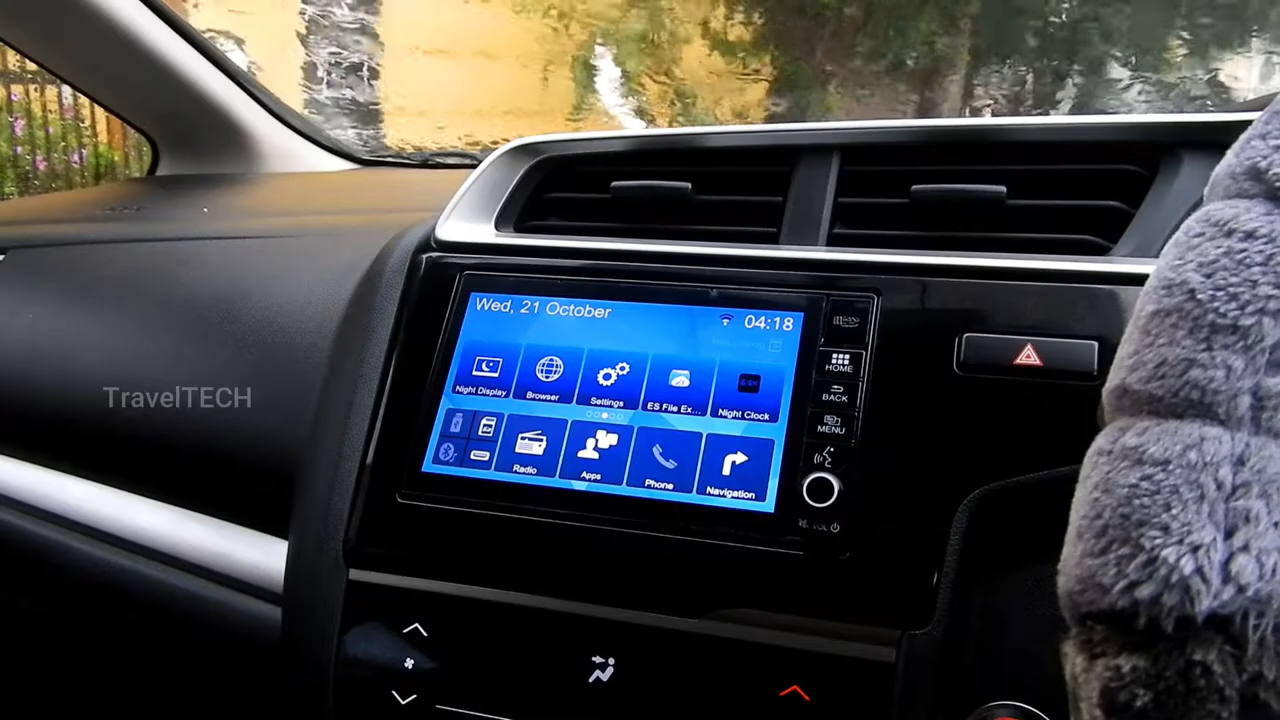 Wed, 21 October
04:18
Night Display
Browser
Settings
ES File Ex...
Night Clock
Radio
Apps
Phone
Navigation
HOME
BACK
MENU
VOL
TravelTECH